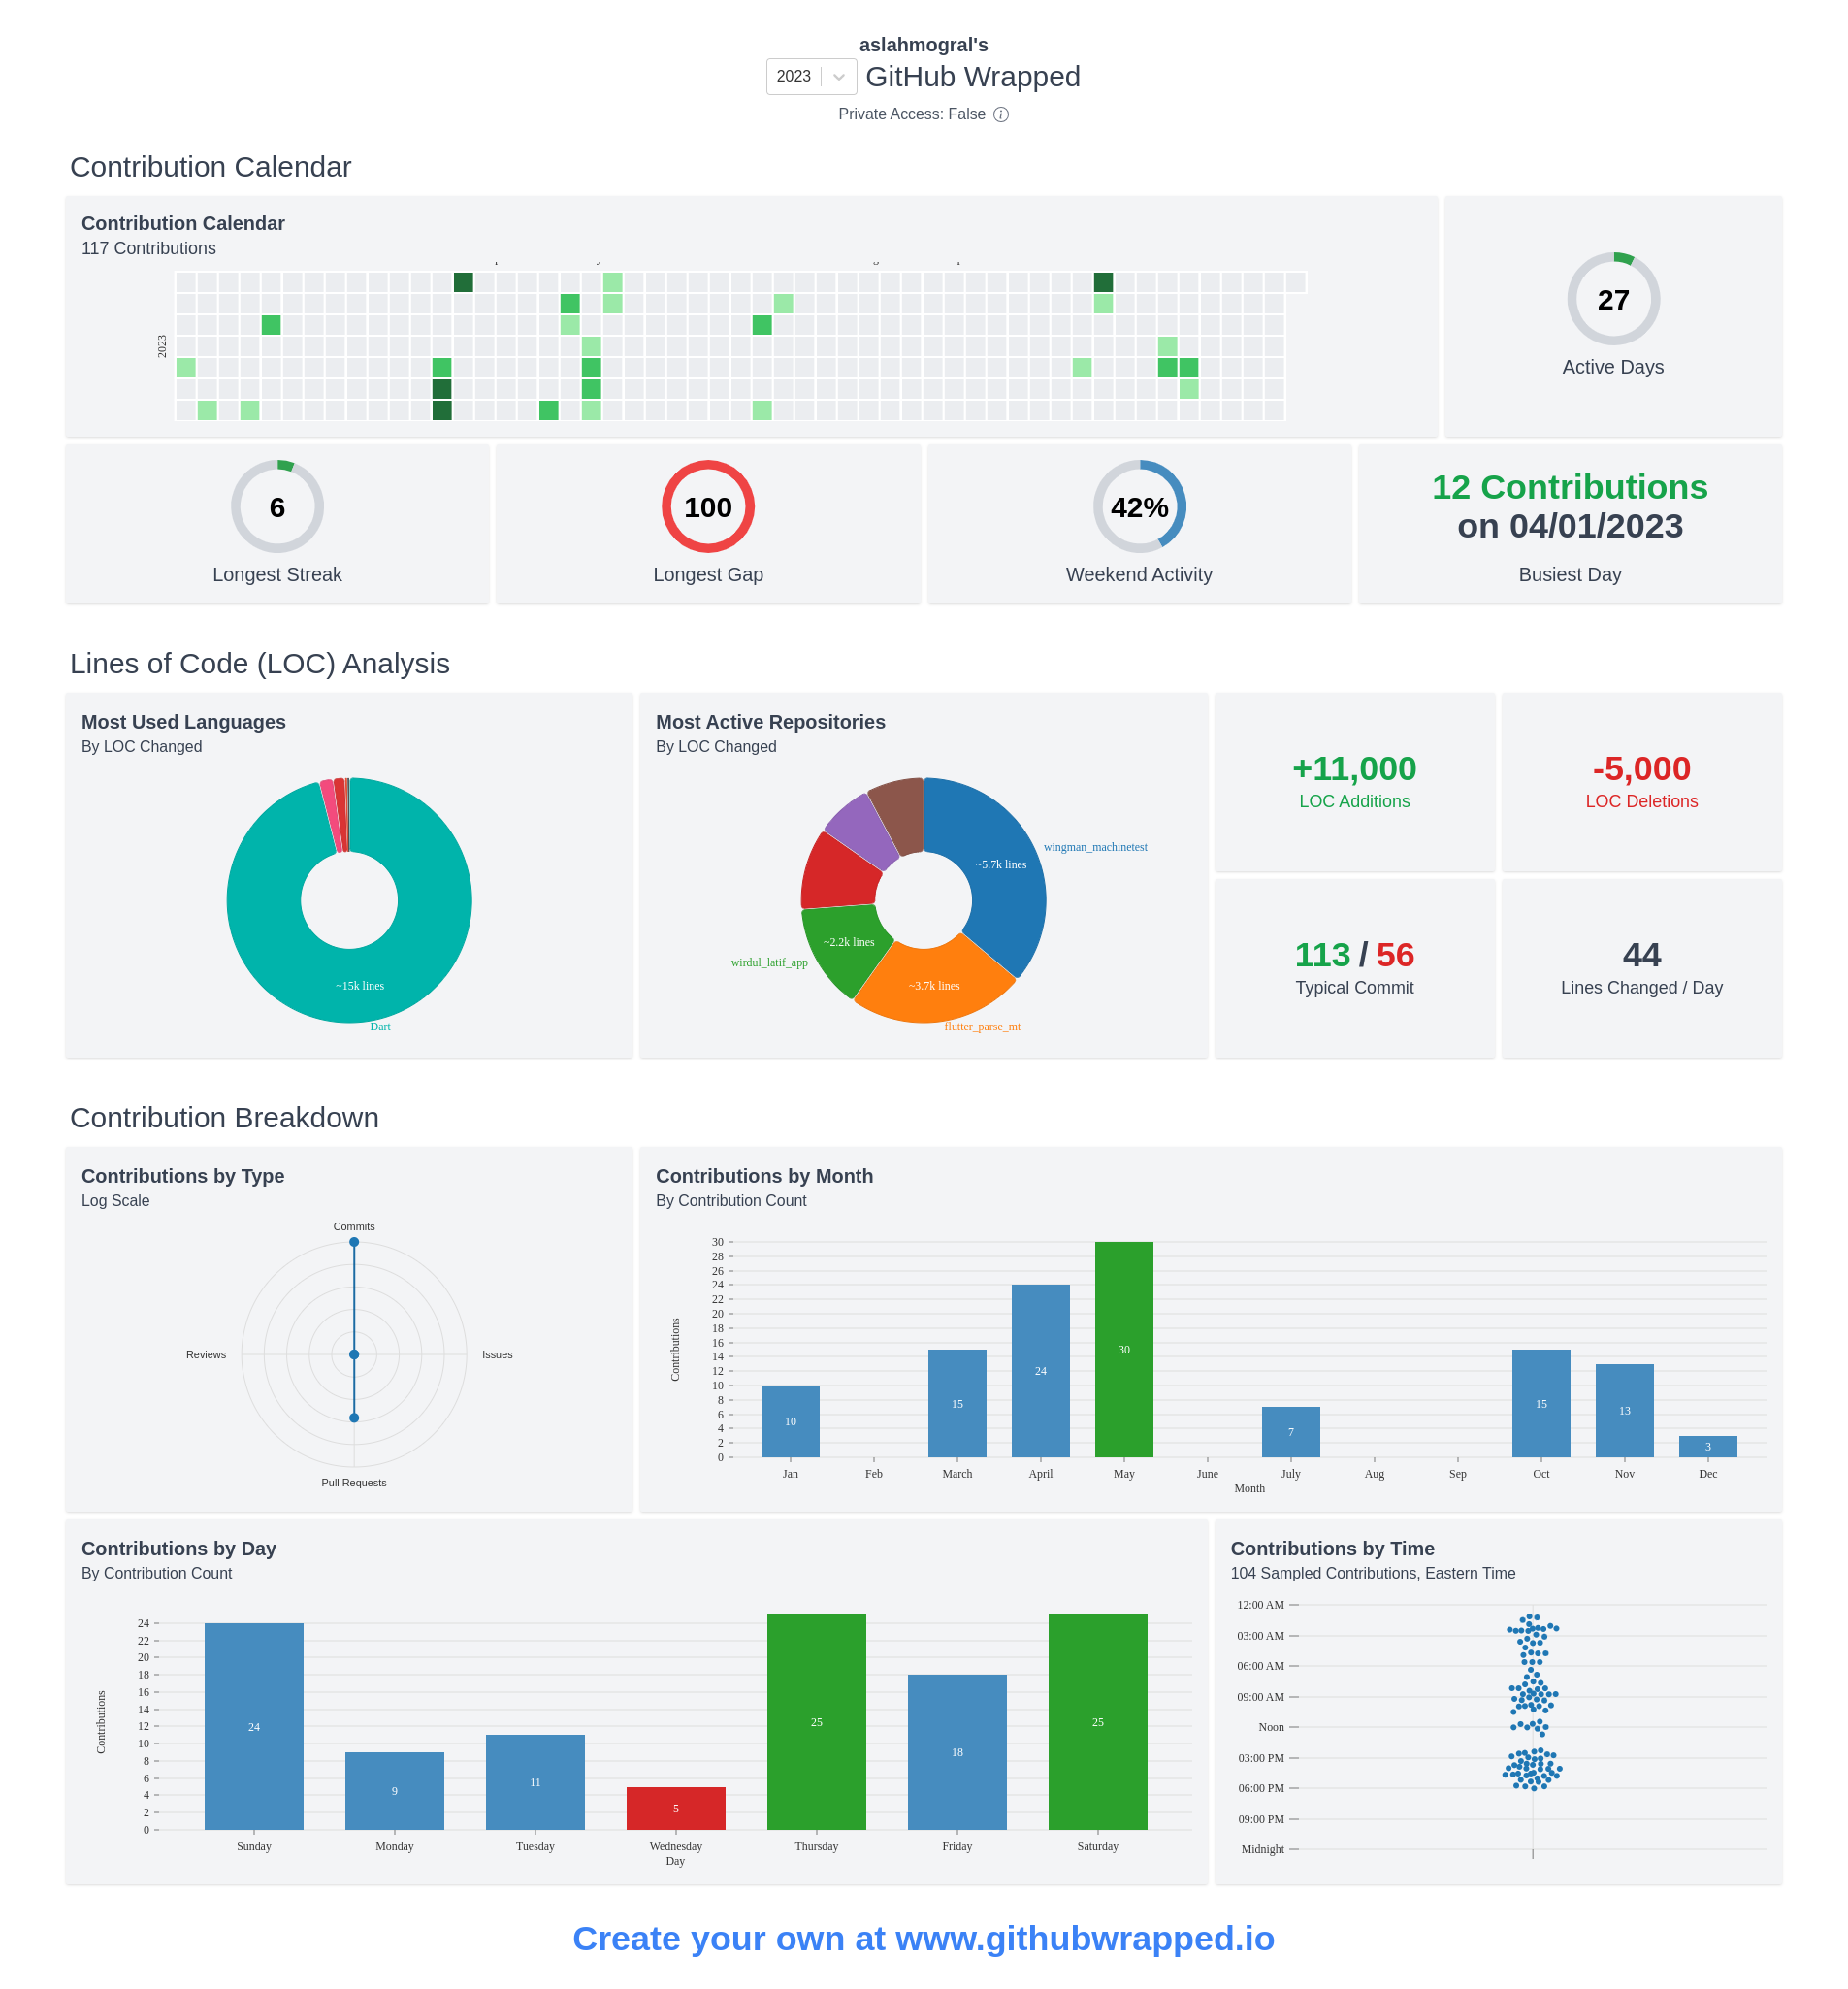 aslahmogral's
2023 GitHub Wrapped
Private Access: False
Contribution Calendar
Contribution Calendar
117 Contributions
2023
27
Active Days
6
Longest Streak
100
Longest Gap
42%
Weekend Activity
12 Contributions
on 04/01/2023
Busiest Day
Lines of Code (LOC) Analysis
Most Used Languages
By LOC Changed
~15k lines
Dart
Most Active Repositories
By LOC Changed
~5.7k lines
wingman_machinetest
~2.2k lines
wirdul_latif_app
~3.7k lines
flutter_parse_mt
+11,000
LOC Additions
-5,000
LOC Deletions
113 / 56
Typical Commit
44
Lines Changed / Day
Contribution Breakdown
Contributions by Type
Log Scale
Commits
Reviews
Issues
Pull Requests
Contributions by Month
By Contribution Count
Contributions
30
28
26
24
22
20
18
16
14
12
10
8
6
4
2
0
10
15
24
30
7
15
13
3
Jan Feb March April May June July Aug Sep Oct Nov Dec
Month
Contributions by Day
By Contribution Count
Contributions
24
22
20
18
16
14
12
10
8
6
4
2
0
24
9
11
5
25
18
25
Sunday Monday Tuesday Wednesday Thursday Friday Saturday
Day
Contributions by Time
104 Sampled Contributions, Eastern Time
12:00 AM
03:00 AM
06:00 AM
09:00 AM
Noon
03:00 PM
06:00 PM
09:00 PM
Midnight
Create your own at www.githubwrapped.io